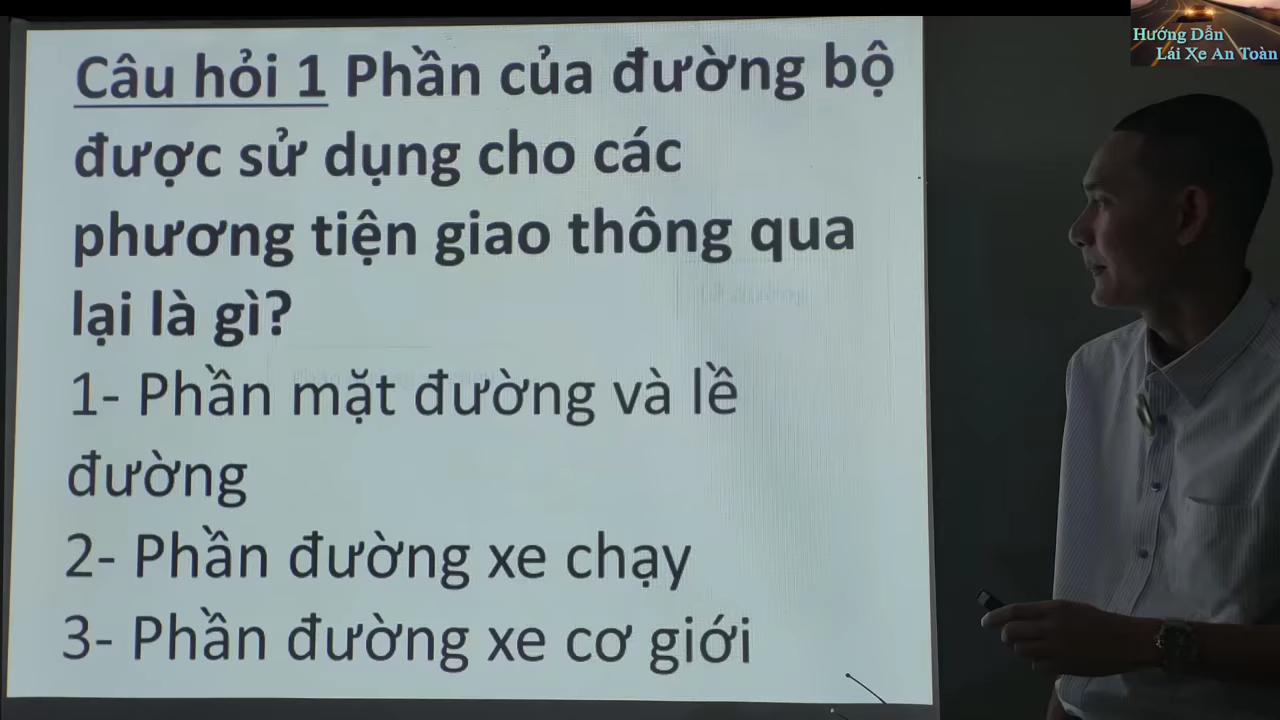 Hướng Dẫn
Lái Xe An Toàn
Câu hỏi 1 Phần của đường bộ
được sử dụng cho các
phương tiện giao thông qua
lại là gì?
1- Phần mặt đường và lề
đường
2- Phần đường xe chạy
3- Phần đường xe cơ giới